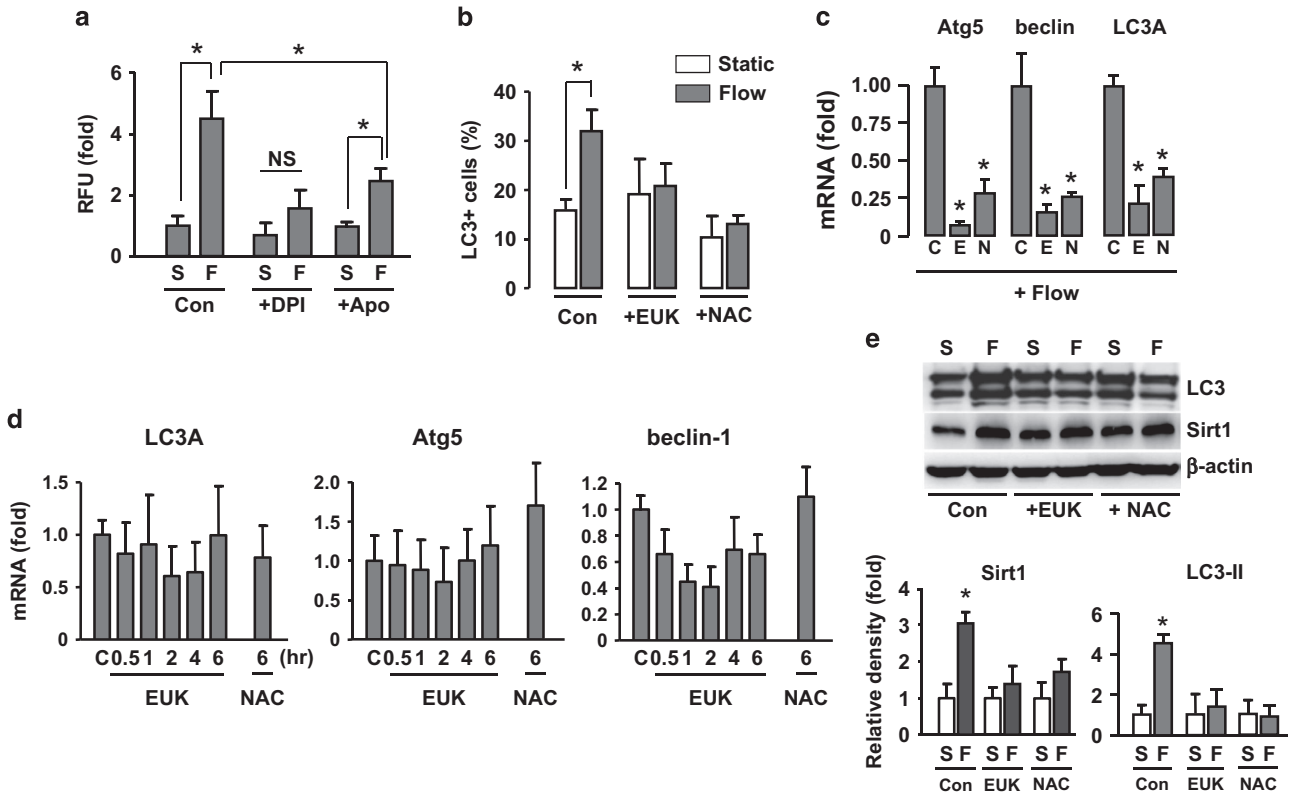 a
* *
RFU (fold)
6
4
2
0
NS
*
S F S F S F
Con +DPI +Apo
b
Static
Flow
LC3+ cells (%)
40
30
20
10
0
*
Con +EUK +NAC
c
Atg5 beclin LC3A
mRNA (fold)
1.00
0.75
0.50
0.25
0
* * * * * *
C E N C E N C E N
+ Flow
d
LC3A
mRNA (fold)
1.5
1.0
0.5
0
C 0.5 1 2 4 6 6 (hr)
EUK NAC
Atg5
2.0
1.5
1.0
0.5
0
C 0.5 1 2 4 6 6
EUK NAC
beclin-1
1.2
1.0
0.8
0.6
0.4
0.2
0
C 0.5 1 2 4 6 6
EUK NAC
e
S F S F S F
LC3
Sirt1
β-actin
Con +EUK + NAC
Sirt1
Relative density (fold)
4
3
2
1
0
*
S F S F S F
Con EUK NAC
LC3-II
6
4
2
0
*
S F S F S F
Con EUK NAC